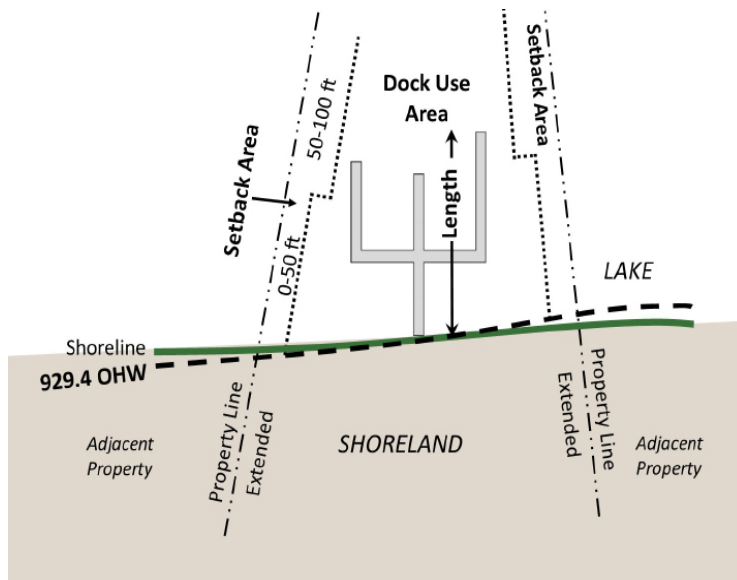 Dock Use
Area
Setback Area
50-100 ft
Setback Area
Length
0-50 ft
LAKE
Shoreline
929.4 OHW
Property Line
Extended
Property Line
Extended
SHORELAND
Adjacent
Property
Adjacent
Property